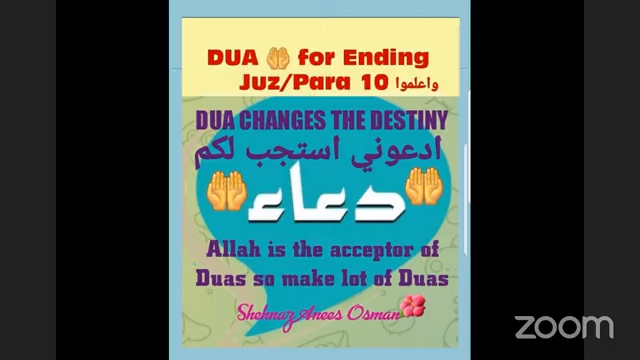 DUA 🤲 for Ending
Juz/Para 10 واعلموا
DUA CHANGES THE DESTINY
ادعوني استجب لكم
🤲دعاء🤲
Allah is the acceptor of
Duas so make lot of Duas
Shehnaz Anees Osman🌺
zoom